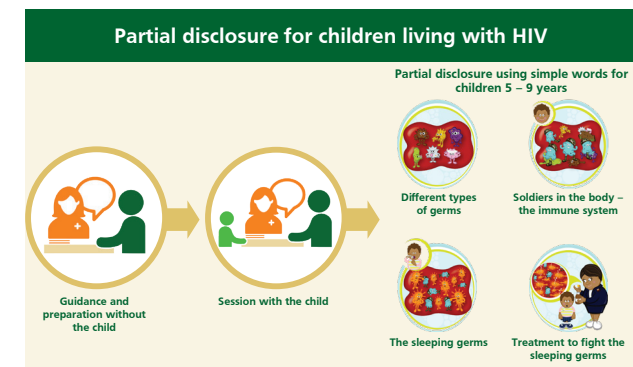 Partial disclosure for children living with HIV
Partial disclosure using simple words for
children 5 – 9 years
Different types
of germs
Soldiers in the body –
the immune system
Guidance and
preparation without
the child
Session with the child
The sleeping germs
Treatment to fight the
sleeping germs